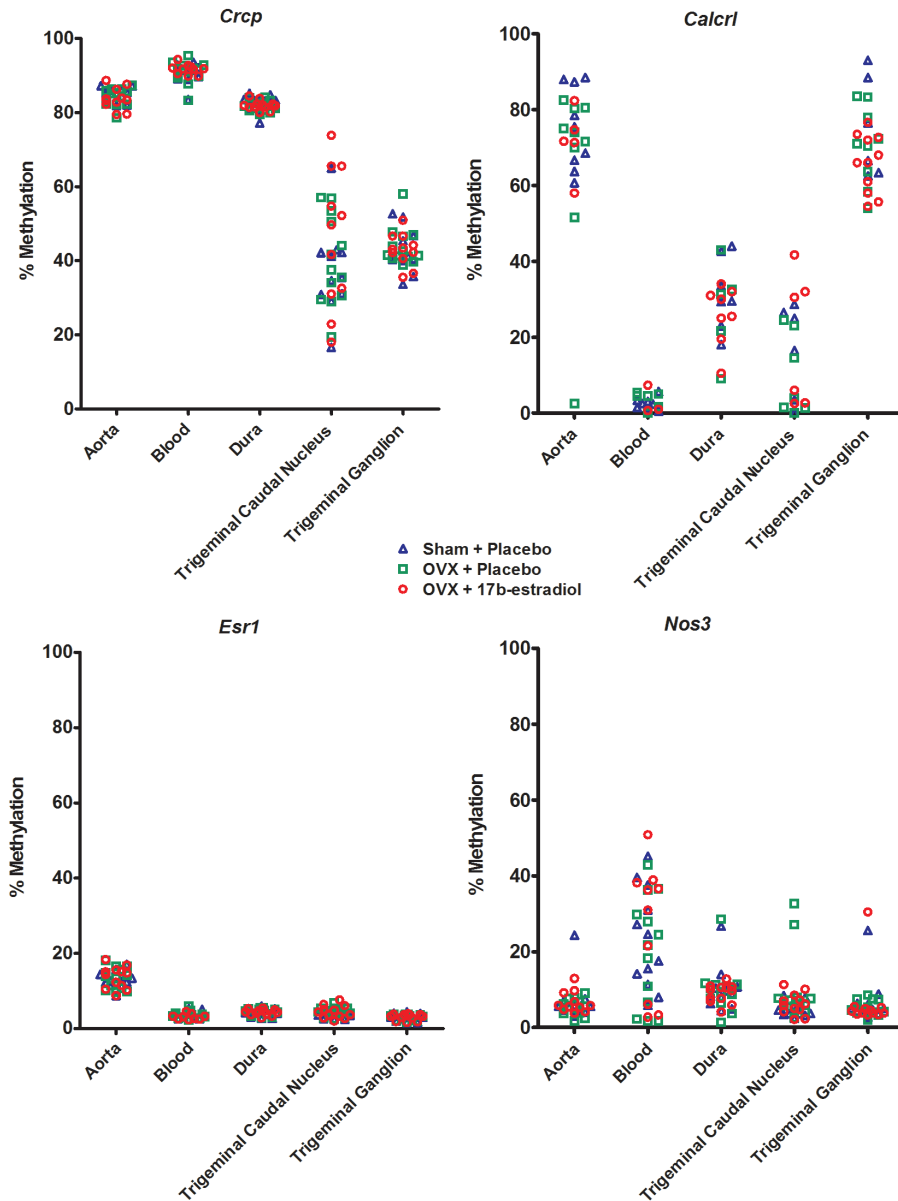 Crcp
Calcrl
% Methylation
100
80
60
40
20
0
Aorta
Blood
Dura
Trigeminal Caudal Nucleus
Trigeminal Ganglion
% Methylation
100
80
60
40
20
0
Aorta
Blood
Dura
Trigeminal Caudal Nucleus
Trigeminal Ganglion
Sham + Placebo
OVX + Placebo
OVX + 17b-estradiol
Esr1
Nos3
% Methylation
100
80
60
40
20
0
Aorta
Blood
Dura
Trigeminal Caudal Nucleus
Trigeminal Ganglion
% Methylation
100
80
60
40
20
0
Aorta
Blood
Dura
Trigeminal Caudal Nucleus
Trigeminal Ganglion